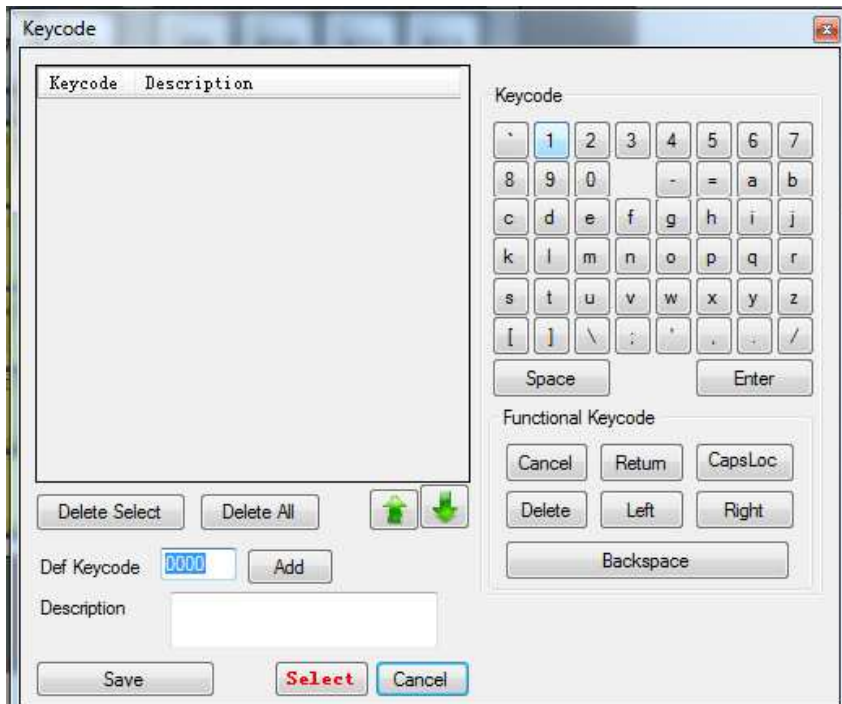 Keycode
Keycode Description
Keycode
` 1 2 3 4 5 6 7
8 9 0 - = a b
c d e f g h i j
k l m n o p q r
s t u v w x y z
[ ] \ ; ' , . /
Space Enter
Functional Keycode
Cancel Return CapsLoc
Delete Left Right
Backspace
Delete Select Delete All
Def Keycode 0000 Add
Description
Save Select Cancel